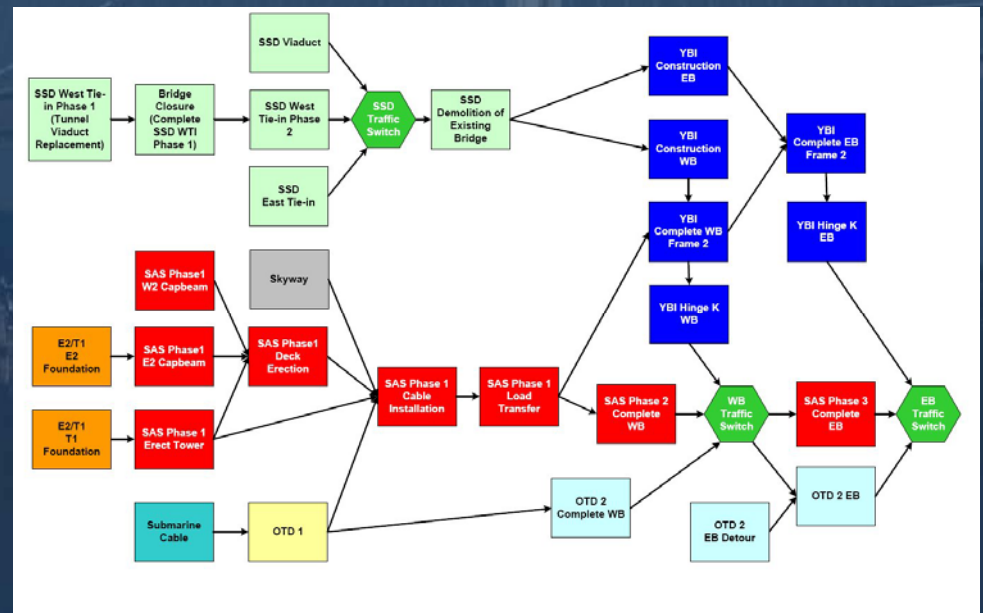 SSD Viaduct
SSD West Tie-
in Phase 1
(Tunnel
Viaduct
Replacement)
Bridge
Closure
(Complete
SSD WTI
Phase 1)
SSD West
Tie-in Phase
2
SSD
Traffic
Switch
SSD
Demolition of
Existing
Bridge
SSD
East Tie-in
YBI
Construction
EB
YBI
Construction
WB
YBI
Complete EB
Frame 2
YBI
Complete WB
Frame 2
YBI Hinge K
EB
YBI Hinge K
WB
SAS Phase1
W2 Capbeam
Skyway
E2/T1
E2
Foundation
SAS Phase1
E2 Capbeam
SAS Phase1
Deck
Erection
SAS Phase 1
Cable
Installation
SAS Phase 1
Load
Transfer
SAS Phase 2
Complete
WB
WB
Traffic
Switch
SAS Phase 3
Complete
EB
EB
Traffic
Switch
E2/T1
T1
Foundation
SAS Phase 1
Erect Tower
Submarine
Cable
OTD 1
OTD 2
Complete WB
OTD 2
EB Detour
OTD 2 EB